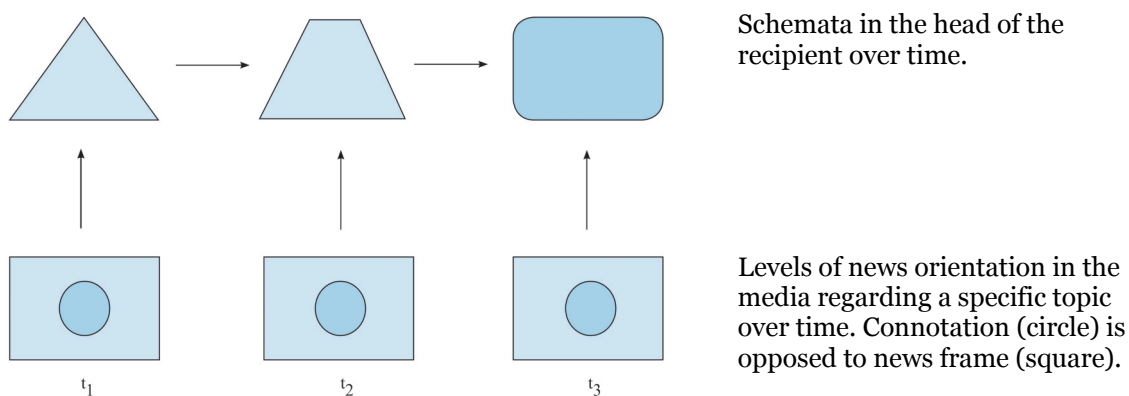 Schemata in the head of the
recipient over time.
Levels of news orientation in the
media regarding a specific topic
over time. Connotation (circle) is
opposed to news frame (square).
t1
t2
t3